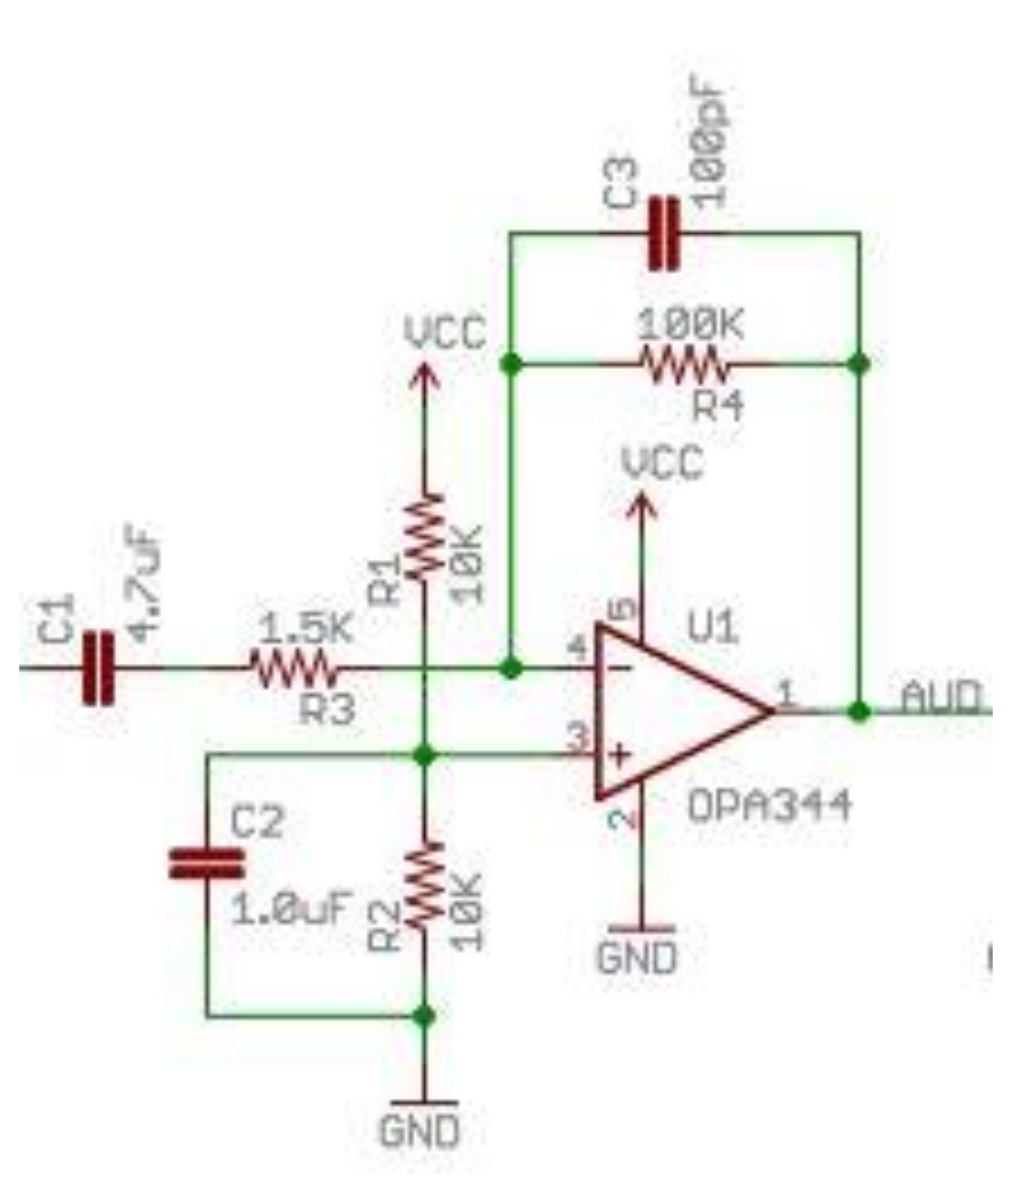 C3
100pF
100K
R4
VCC
VCC
R1
10K
C1
4.7uF
1.5K
R3
5
U1
4
-
1
AUD
3
+
2
OPA344
C2
1.0uF
R2
10K
GND
GND